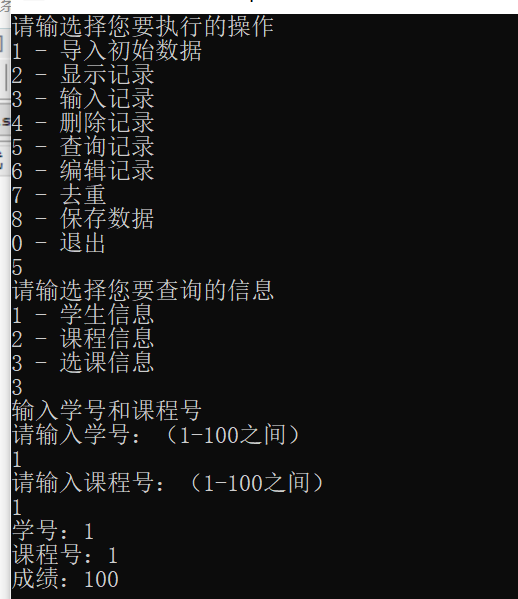 请输选择您要执行的操作
1 - 导入初始数据
2 - 显示记录
3 - 输入记录
4 - 删除记录
5 - 查询记录
6 - 编辑记录
7 - 去重
8 - 保存数据
0 - 退出
5
请输选择您要查询的信息
1 - 学生信息
2 - 课程信息
3 - 选课信息
3
输入学号和课程号
请输入学号：（1-100之间）
1
请输入课程号：（1-100之间）
1
学号：1
课程号：1
成绩：100